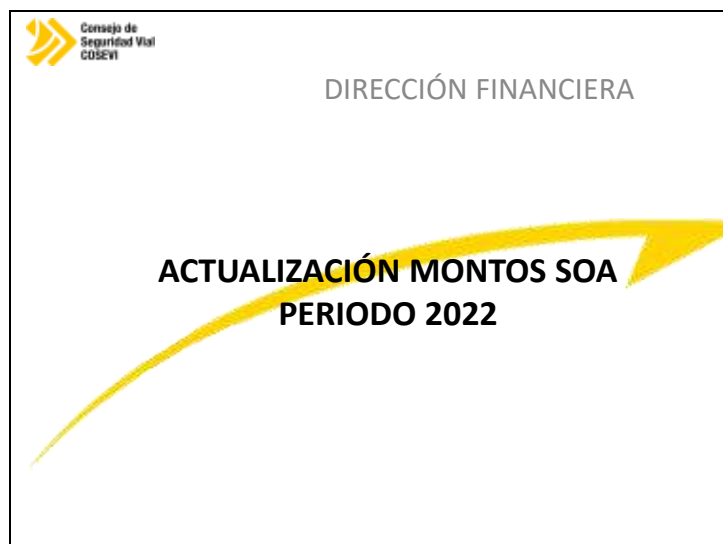 Consejo de
Seguridad Vial
COSEVI
DIRECCIÓN FINANCIERA
ACTUALIZACIÓN MONTOS SOA
PERIODO 2022